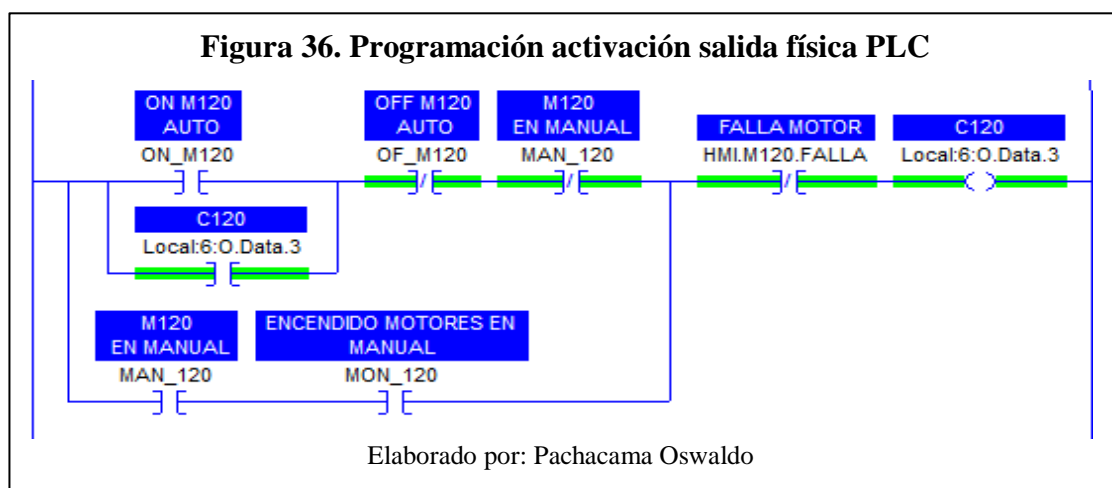 Figura 36. Programación activación salida física PLC
ON M120
AUTO
ON_M120
OFF M120
AUTO
OF_M120
M120
EN MANUAL
MAN_120
FALLA MOTOR
HMI.M120.FALLA
C120
Local:6:O.Data.3
C120
Local:6:O.Data.3
M120
EN MANUAL
MAN_120
ENCENDIDO MOTORES EN
MANUAL
MON_120
Elaborado por: Pachacama Oswaldo